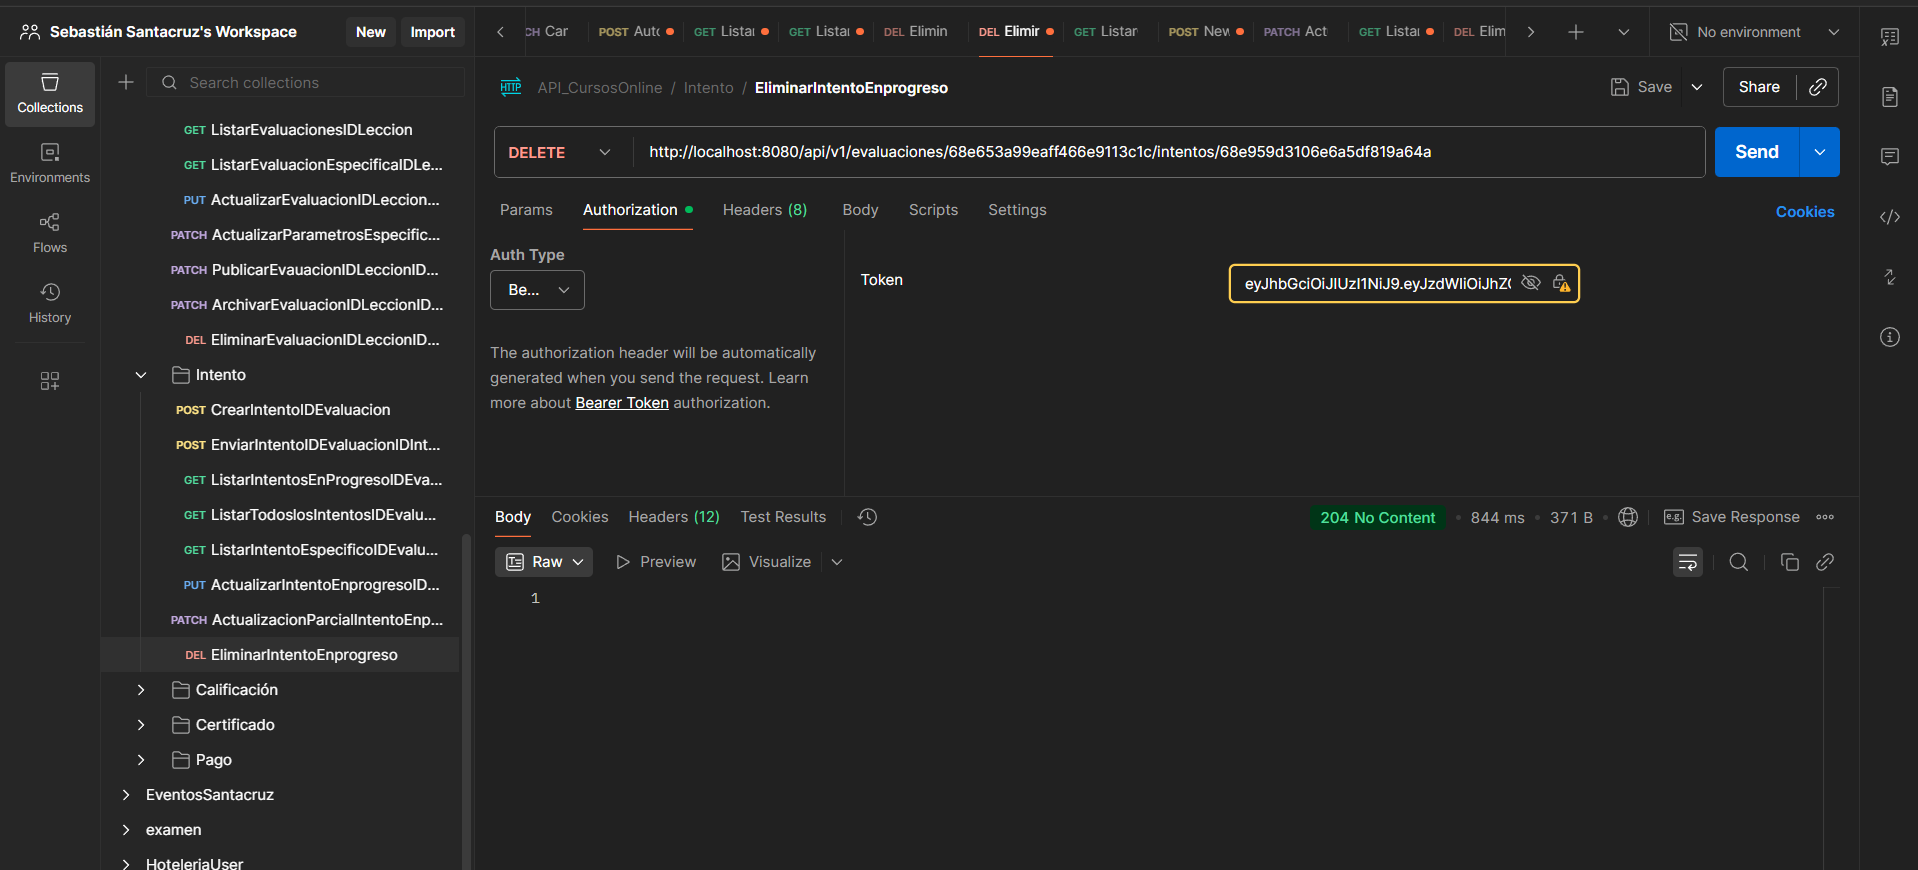 Sebastián Santacruz's Workspace
New
Import
CH Car
POST Autc
GET Listar
GET Listar
DEL Elimin
DEL Elimir
GET Listar
POST New
PATCH Act
GET Listar
DEL Elim
No environment
Collections
Environments
Flows
History
Search collections
GET ListarEvaluacionesIDLeccion
GET ListarEvaluacionEspecificaIDLe...
PUT ActualizarEvaluacionIDLeccion...
PATCH ActualizarParametrosEspecific...
PATCH PublicarEvauacionIDLeccionID...
PATCH ArchivarEvaluacionIDLeccionID...
DEL EliminarEvaluacionIDLeccionID...
Intento
POST CrearIntentoIDEvaluacion
POST EnviarIntentoIDEvaluacionIDInt...
GET ListarIntentosEnProgresoIDEva...
GET ListarTodoslosIntentosIDEvalu...
GET ListarIntentoEspecificoIDEvalu...
PUT ActualizarIntentoEnprogresoID...
PATCH ActualizacionParcialIntentoEnp...
DEL EliminarIntentoEnprogreso
Calificación
Certificado
Pago
EventosSantacruz
examen
HoteleriaUser
HTTP API_CursosOnline / Intento / EliminarIntentoEnprogreso
Save
Share
DELETE
http://localhost:8080/api/v1/evaluaciones/68e653a99eaff466e9113c1c/intentos/68e959d3106e6a5df819a64a
Send
Params
Authorization
Headers (8)
Body
Scripts
Settings
Cookies
Auth Type
Be...
The authorization header will be automatically
generated when you send the request. Learn
more about Bearer Token authorization.
Token
eyJhbGciOiJIUzI1NiJ9.eyJzdWIiOiJhZ
Body
Cookies
Headers (12)
Test Results
204 No Content
844 ms
371 B
e.g.
Save Response
Raw
Preview
Visualize
1